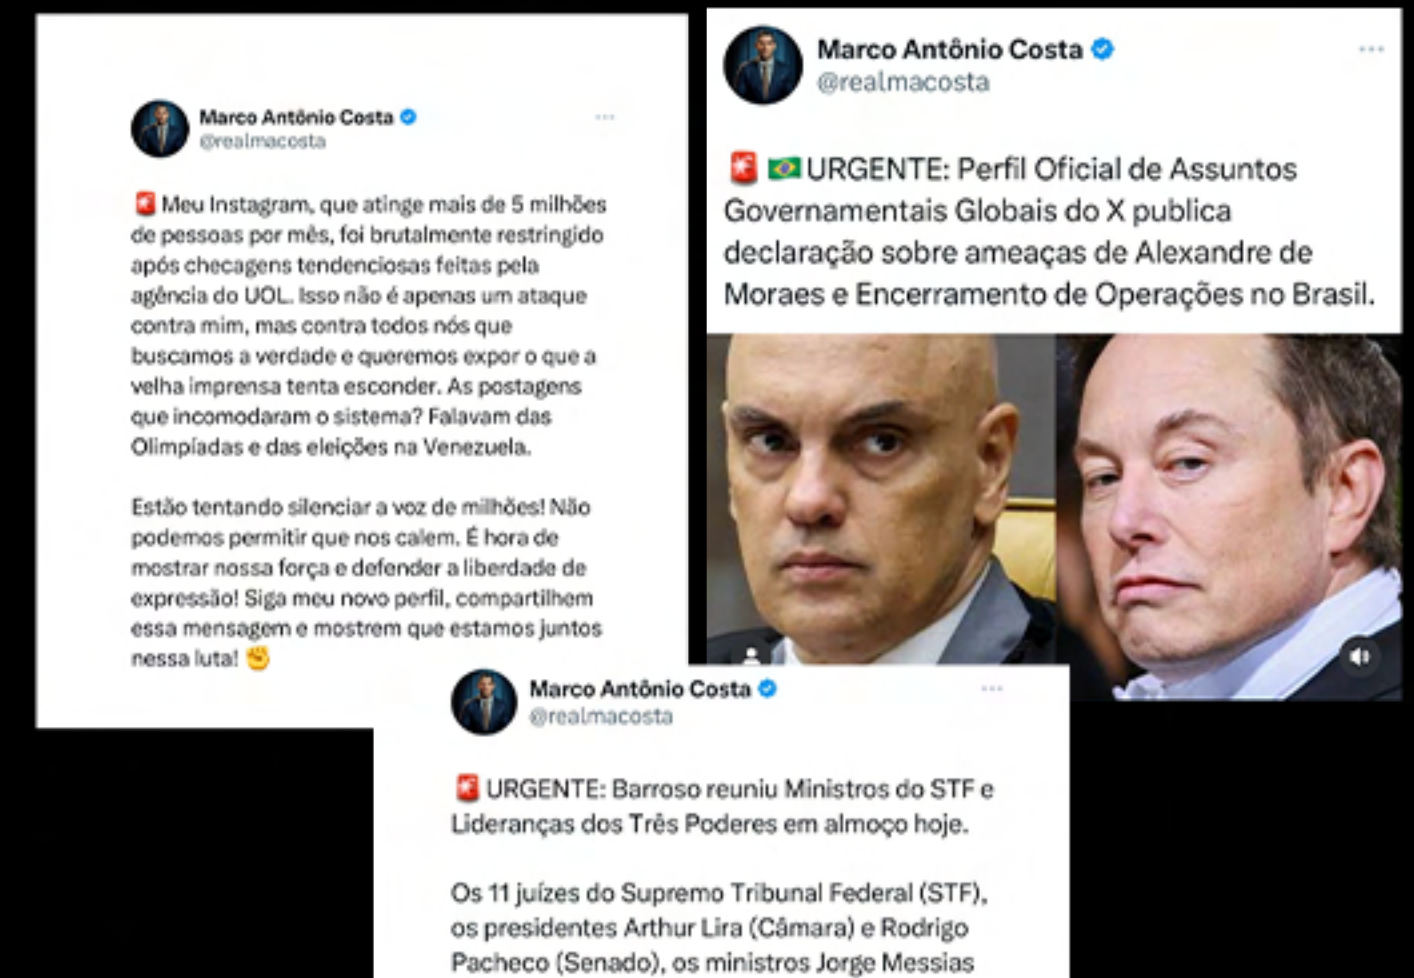 Marco Antônio Costa
@realmacosta
🚨 Meu Instagram, que atinge mais de 5 milhões
de pessoas por mês, foi brutalmente restringido
após checagens tendenciosas feitas pela
agência do UOL. Isso não é apenas um ataque
contra mim, mas contra todos nós que
buscamos a verdade e queremos expor o que a
velha imprensa tenta esconder. As postagens
que incomodaram o sistema? Falavam das
Olimpíadas e das eleições na Venezuela.
Estão tentando silenciar a voz de milhões! Não
podemos permitir que nos calem. É hora de
mostrar nossa força e defender a liberdade de
expressão! Siga meu novo perfil, compartilhem
essa mensagem e mostrem que estamos juntos
nessa luta! ✊
Marco Antônio Costa
@realmacosta
🚨 🇧🇷 URGENTE: Perfil Oficial de Assuntos
Governamentais Globais do X publica
declaração sobre ameaças de Alexandre de
Moraes e Encerramento de Operações no Brasil.
Marco Antônio Costa
@realmacosta
🚨 URGENTE: Barroso reuniu Ministros do STF e
Lideranças dos Três Poderes em almoço hoje.
Os 11 juízes do Supremo Tribunal Federal (STF),
os presidentes Arthur Lira (Câmara) e Rodrigo
Pacheco (Senado), os ministros Jorge Messias